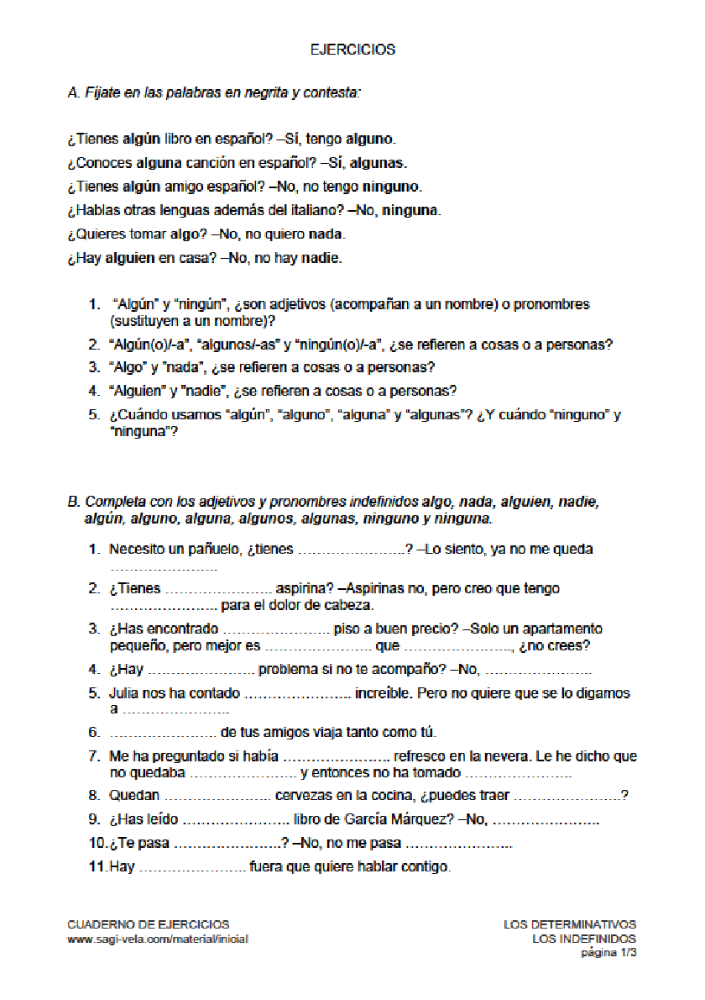 EJERCICIOS
A. Fíjate en las palabras en negrita y contesta:
¿Tienes algún libro en español? –Sí, tengo alguno.
¿Conoces alguna canción en español? –Sí, algunas.
¿Tienes algún amigo español? –No, no tengo ninguno.
¿Hablas otras lenguas además del italiano? –No, ninguna.
¿Quieres tomar algo? –No, no quiero nada.
¿Hay alguien en casa? –No, no hay nadie.
1. “Algún” y “ningún”, ¿son adjetivos (acompañan a un nombre) o pronombres
(sustituyen a un nombre)?
2. “Algún(o)/-a”, “algunos/-as” y “ningún(o)/-a”, ¿se refieren a cosas o a personas?
3. “Algo” y ”nada”, ¿se refieren a cosas o a personas?
4. “Alguien” y ”nadie”, ¿se refieren a cosas o a personas?
5. ¿Cuándo usamos “algún”, “alguno”, “alguna” y “algunas”? ¿Y cuándo “ninguno” y
“ninguna”?
B. Completa con los adjetivos y pronombres indefinidos algo, nada, alguien, nadie,
algún, alguno, alguna, algunos, algunas, ninguno y ninguna.
1. Necesito un pañuelo, ¿tienes …………………..? –Lo siento, ya no me queda
…………………..
2. ¿Tienes ………………….. aspirina? –Aspirinas no, pero creo que tengo
………………….. para el dolor de cabeza.
3. ¿Has encontrado ………………….. piso a buen precio? –Solo un apartamento
pequeño, pero mejor es ………………….. que ………………….., ¿no crees?
4. ¿Hay ………………….. problema si no te acompaño? –No, …………………..
5. Julia nos ha contado ………………….. increíble. Pero no quiere que se lo digamos
a …………………..
6. ………………….. de tus amigos viaja tanto como tú.
7. Me ha preguntado si había ………………….. refresco en la nevera. Le he dicho que
no quedaba ………………….. y entonces no ha tomado …………………..
8. Quedan ………………….. cervezas en la cocina, ¿puedes traer …………………..?
9. ¿Has leído ………………….. libro de García Márquez? –No, …………………..
10.¿Te pasa …………………..? –No, no me pasa …………………..
11.Hay ………………….. fuera que quiere hablar contigo.
CUADERNO DE EJERCICIOS LOS DETERMINATIVOS
www.sagi-vela.com/material/inicial LOS INDEFINIDOS
página 1/3